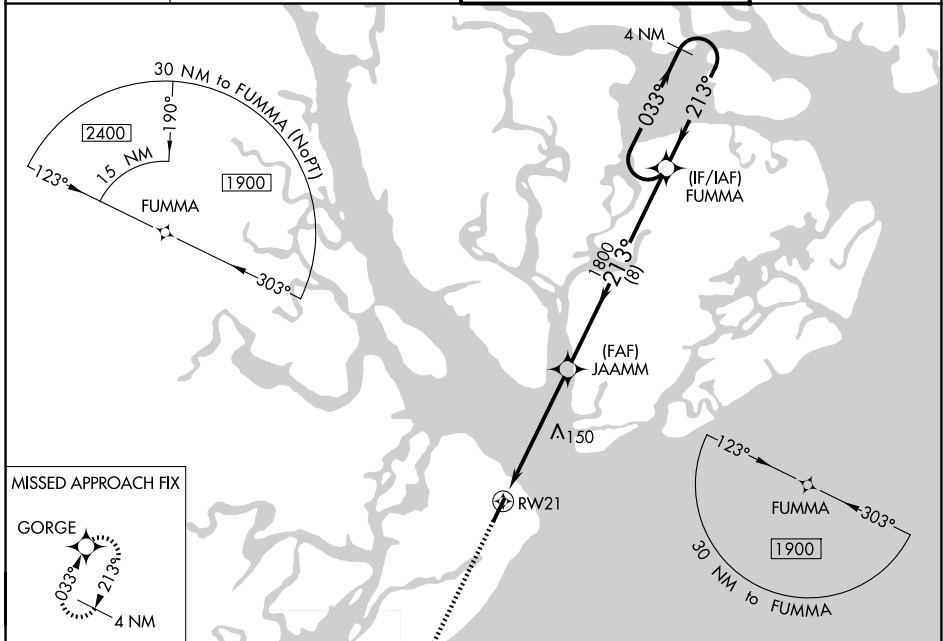 4 NM
033°
213°
(IF/IAF)
FUMMA
30 NM to FUMMA (NoPT)
190°
2400
15 NM
1900
123°
FUMMA
303°
1800
213°
(8)
(FAF)
JAAMM
150
RW21
MISSED APPROACH FIX
GORGE
033°
213°
4 NM
123°
FUMMA
303°
1900
30 NM to FUMMA